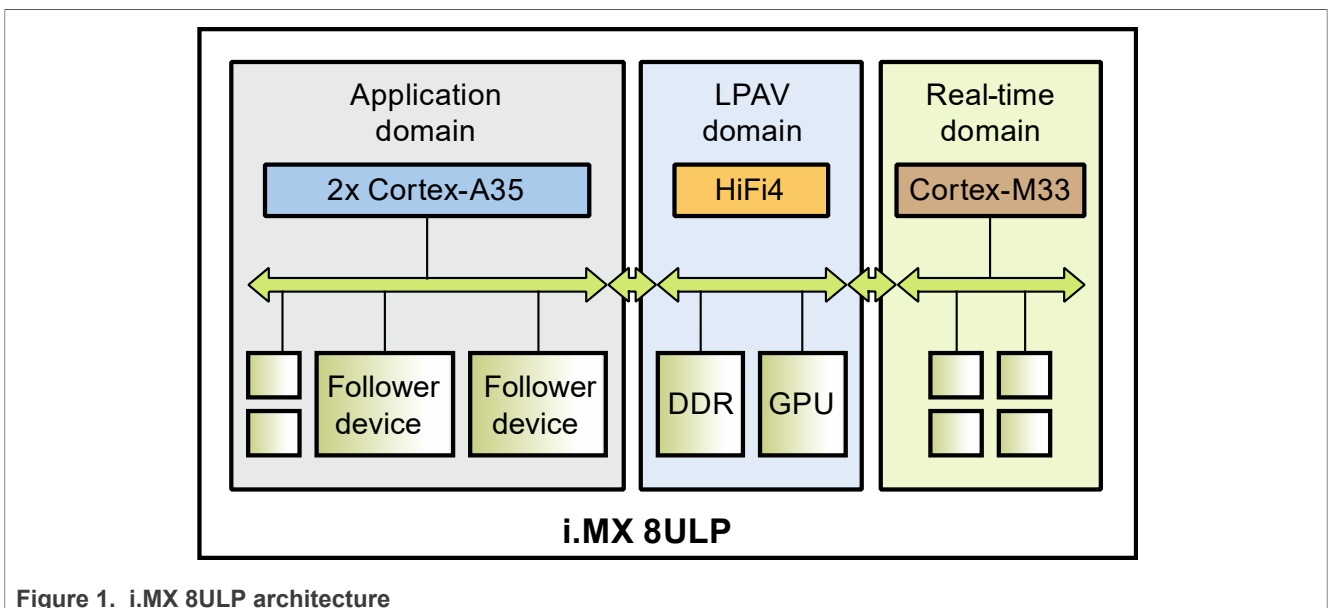 Application
domain
2x Cortex-A35
Follower
device
Follower
device
LPAV
domain
HiFi4
DDR
GPU
Real-time
domain
Cortex-M33
i.MX 8ULP
Figure 1. i.MX 8ULP architecture